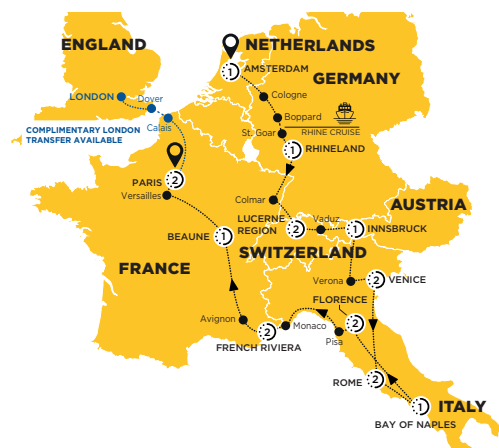 ENGLAND
NETHERLANDS
1
AMSTERDAM
GERMANY
LONDON
Dover
Cologne
Calais
Boppard
St. Goar
RHINE CRUISE
COMPLIMENTARY LONDON
TRANSFER AVAILABLE
1
RHINELAND
PARIS
2
Versailles
Colmar
AUSTRIA
LUCERNE
REGION
2
Vaduz
1
INNSBRUCK
BEAUNE
1
SWITZERLAND
FRANCE
Verona
2
VENICE
FLORENCE
2
Avignon
Monaco
2
Pisa
FRENCH RIVIERA
ROME
2
1
ITALY
BAY OF NAPLES